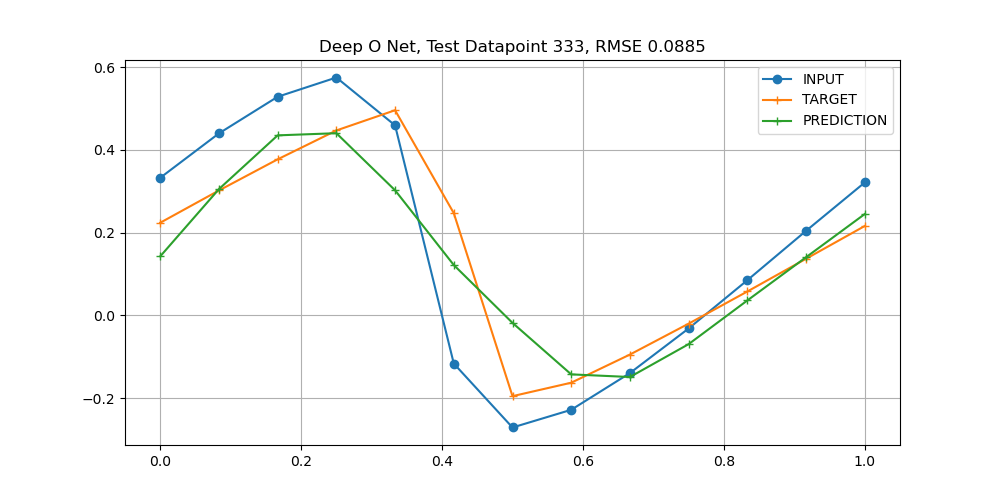 Deep O Net, Test Datapoint 333, RMSE 0.0885
INPUT
TARGET
PREDICTION
0.6
0.4
0.2
0.0
−0.2
0.0 0.2 0.4 0.6 0.8 1.0